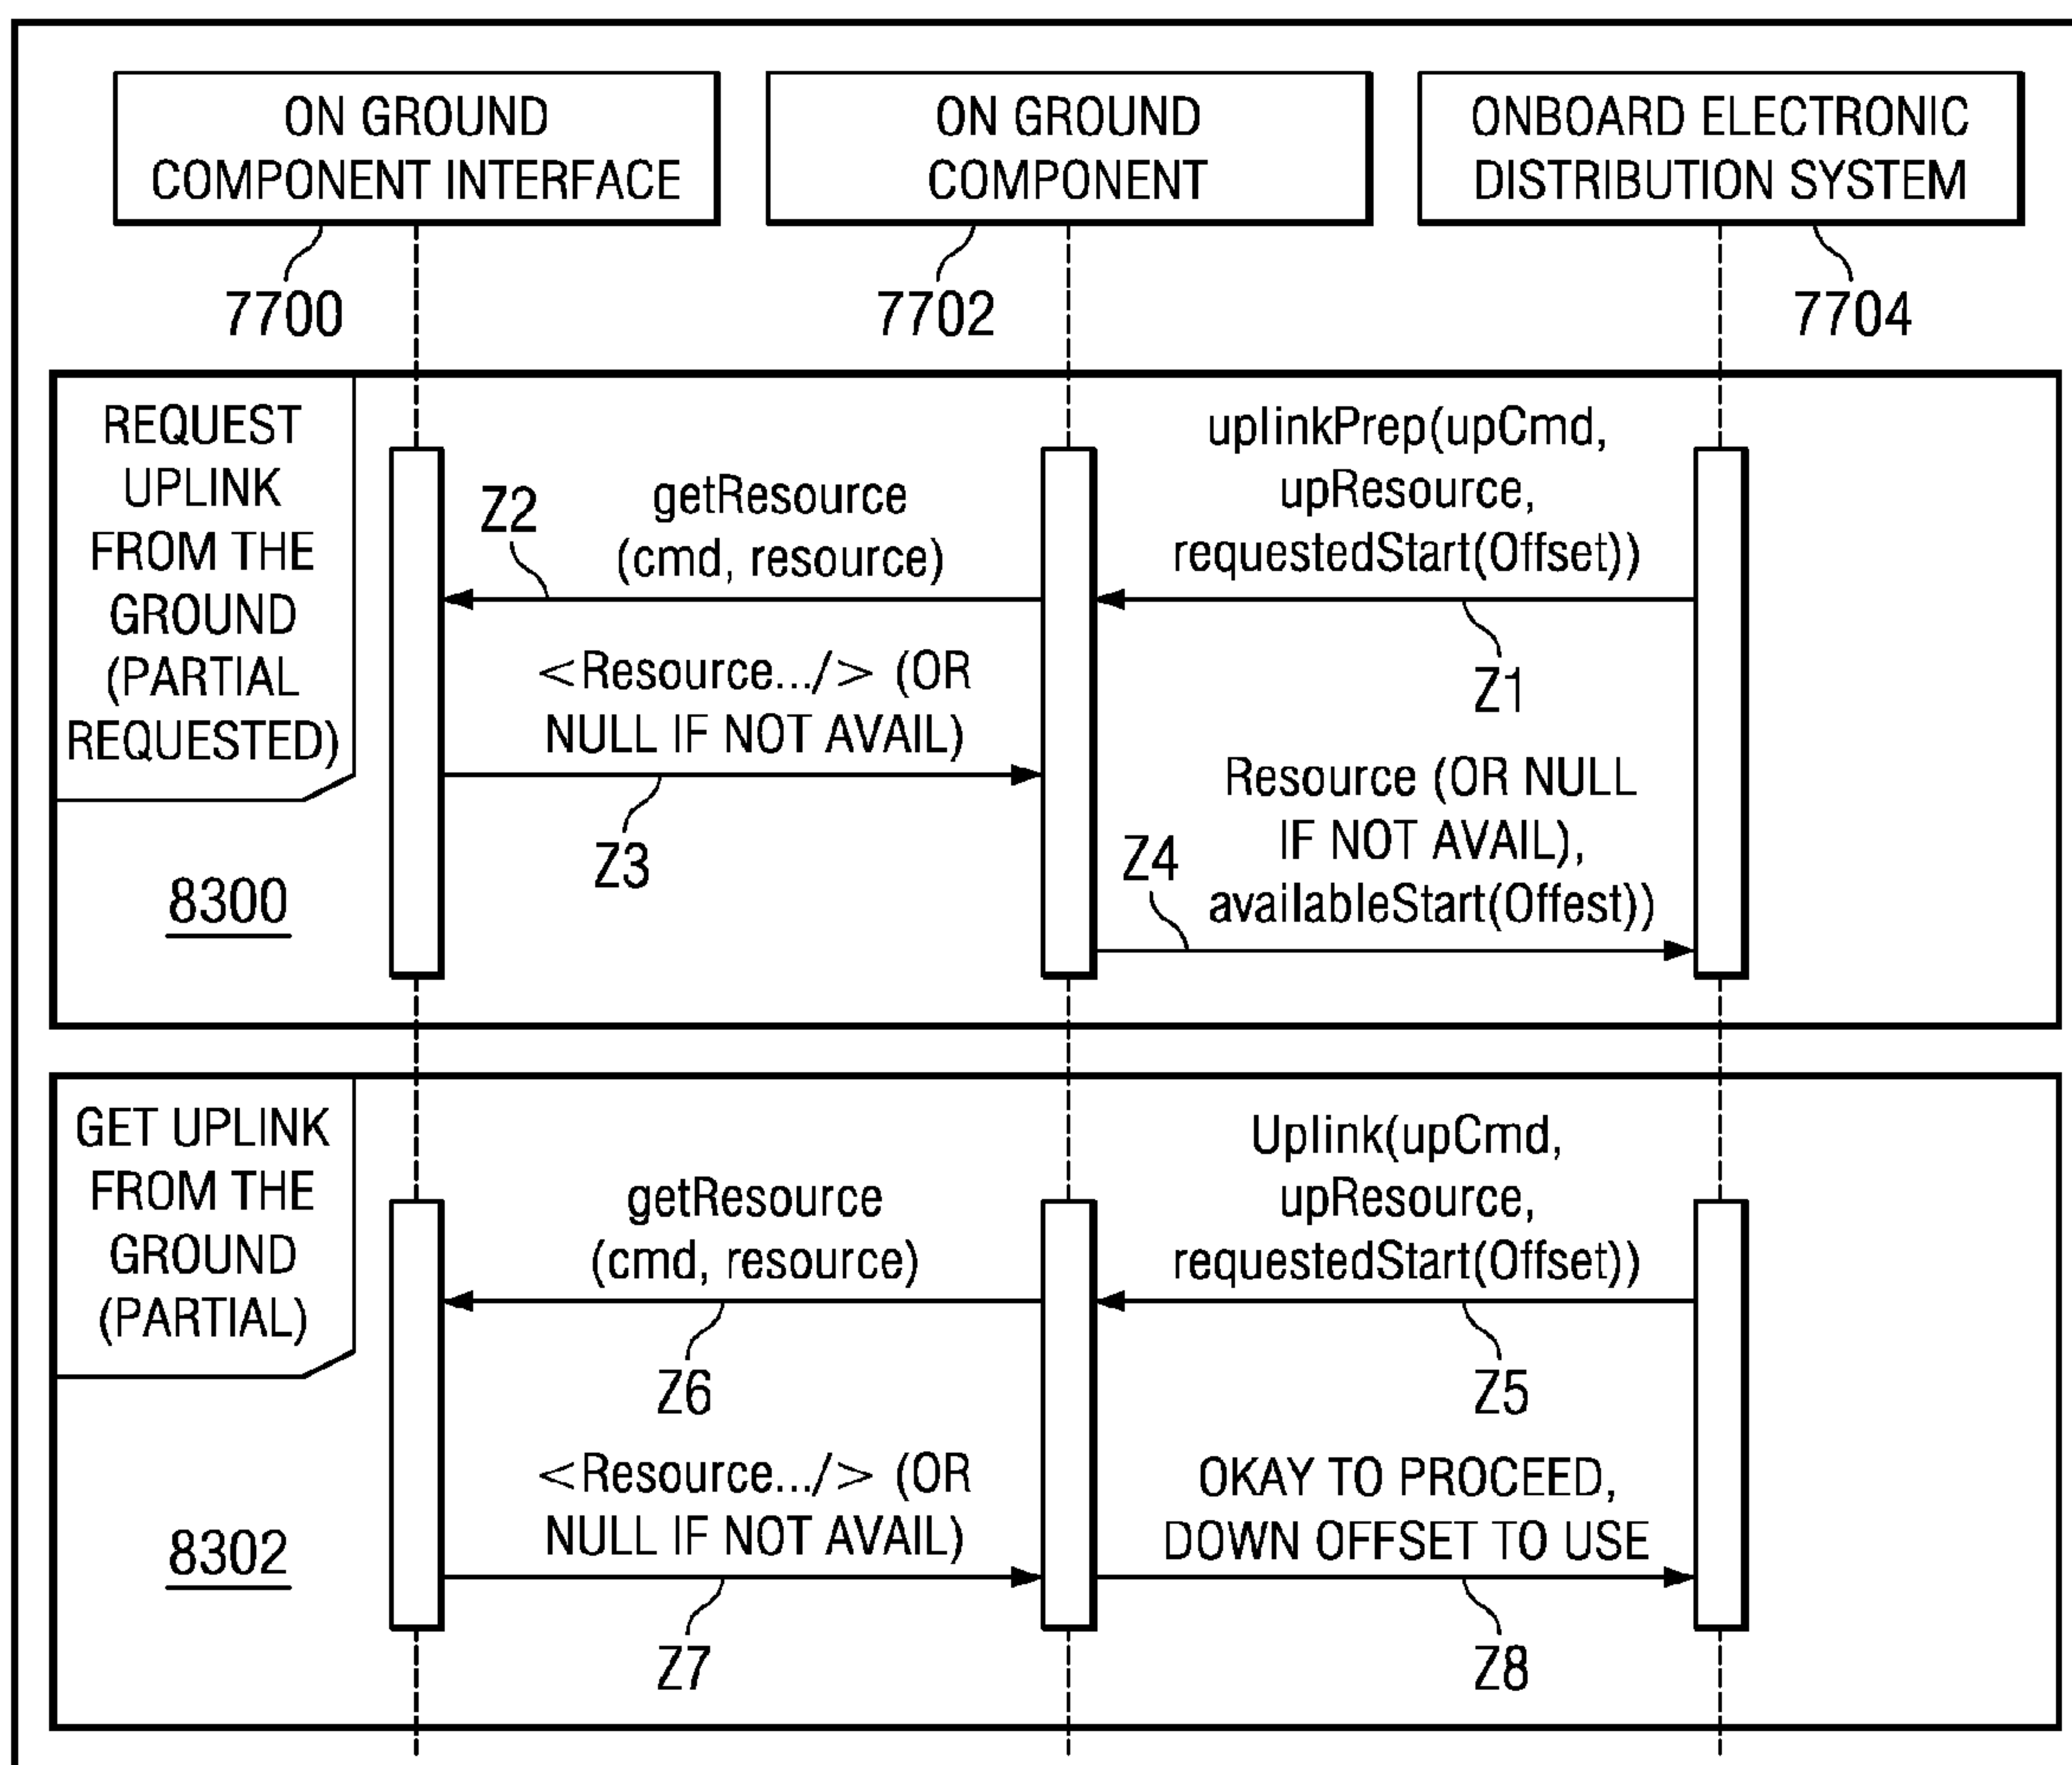 ON GROUND
COMPONENT INTERFACE
ON GROUND
COMPONENT
ONBOARD ELECTRONIC
DISTRIBUTION SYSTEM
7700
7702
7704
REQUEST
UPLINK
FROM THE
GROUND
(PARTIAL
REQUESTED)
8300
uplinkPrep(upCmd,
upResource,
requestedStart(Offset))
Z1
Z2
getResource
(cmd, resource)
<Resource.../> (OR
NULL IF NOT AVAIL)
Z3
Resource (OR NULL
IF NOT AVAIL),
availableStart(Offest))
Z4
GET UPLINK
FROM THE
GROUND
(PARTIAL)
8302
Uplink(upCmd,
upResource,
requestedStart(Offset))
Z5
getResource
(cmd, resource)
Z6
<Resource.../> (OR
NULL IF NOT AVAIL)
Z7
OKAY TO PROCEED,
DOWN OFFSET TO USE
Z8